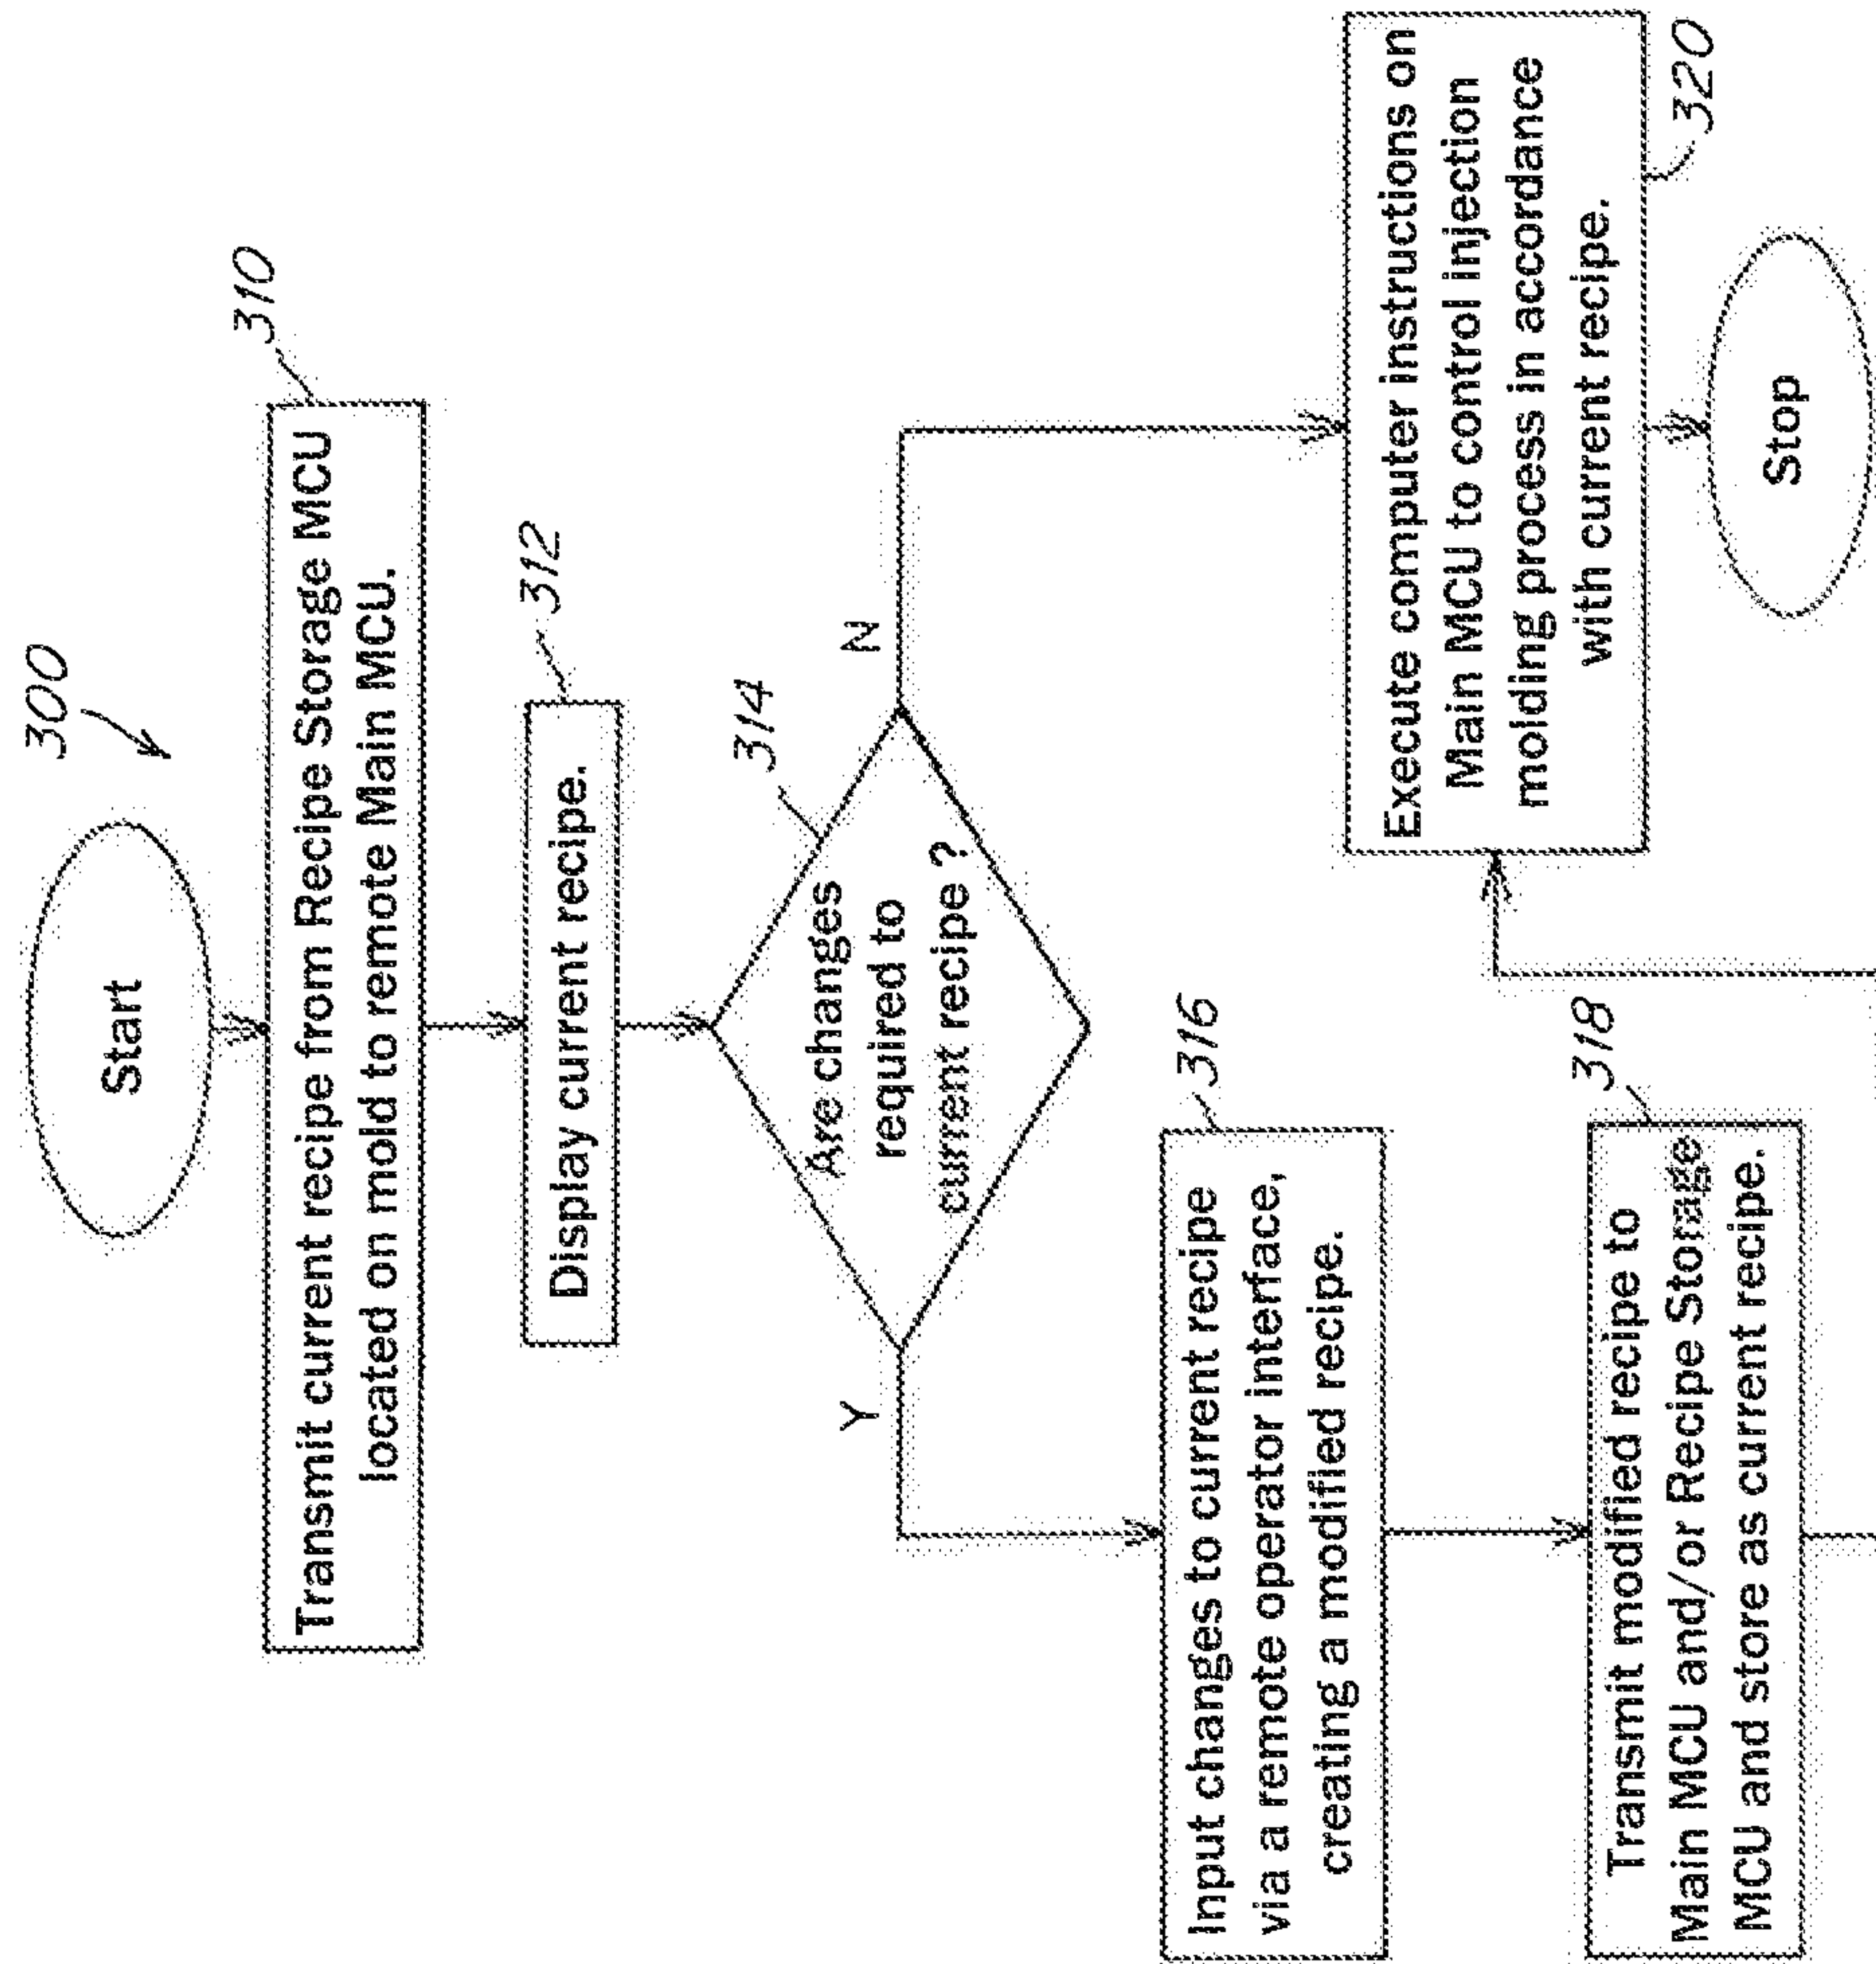 300
Start
310
Transmit current recipe from Recipe Storage MCU
located on mold to remote Main MCU.
312
Display current recipe.
314
Are changes
required to
current recipe ?
Y
N
316
Input changes to current recipe
via a remote operator interface,
creating a modified recipe.
318
Transmit modified recipe to
Main MCU and/or Recipe Storage
MCU and store as current recipe.
Execute computer instructions on
Main MCU to control injection
molding process in accordance
with current recipe.
320
Stop